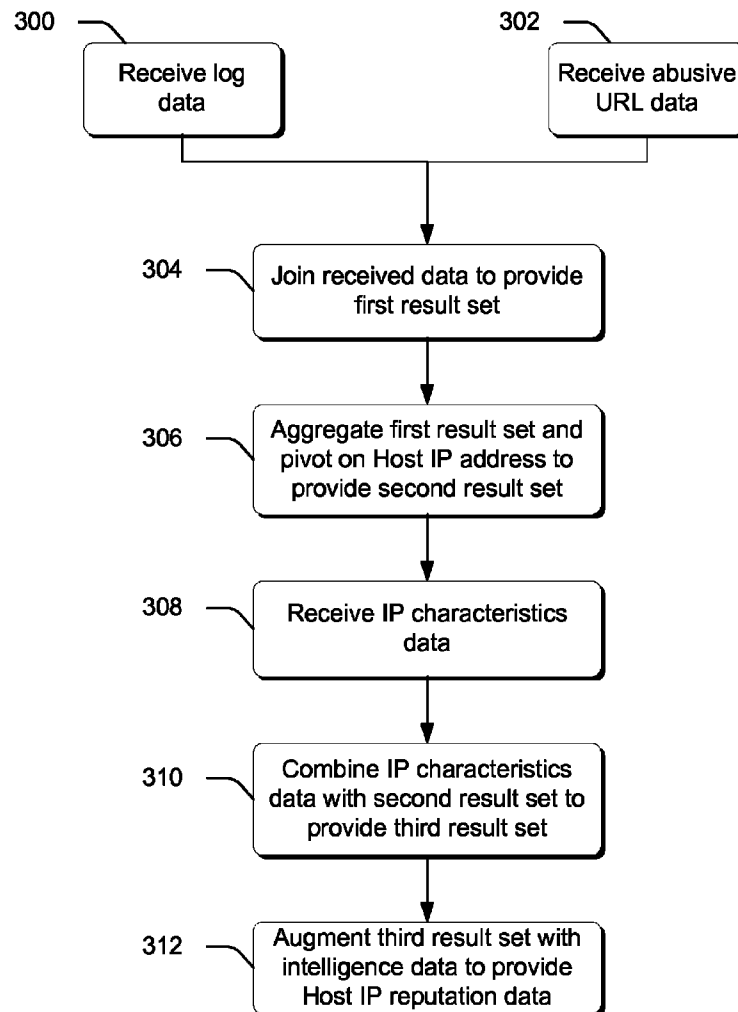 300
302
Receive log
data
Receive abusive
URL data
304
Join received data to provide
first result set
306
Aggregate first result set and
pivot on Host IP address to
provide second result set
308
Receive IP characteristics
data
310
Combine IP characteristics
data with second result set to
provide third result set
312
Augment third result set with
intelligence data to provide
Host IP reputation data